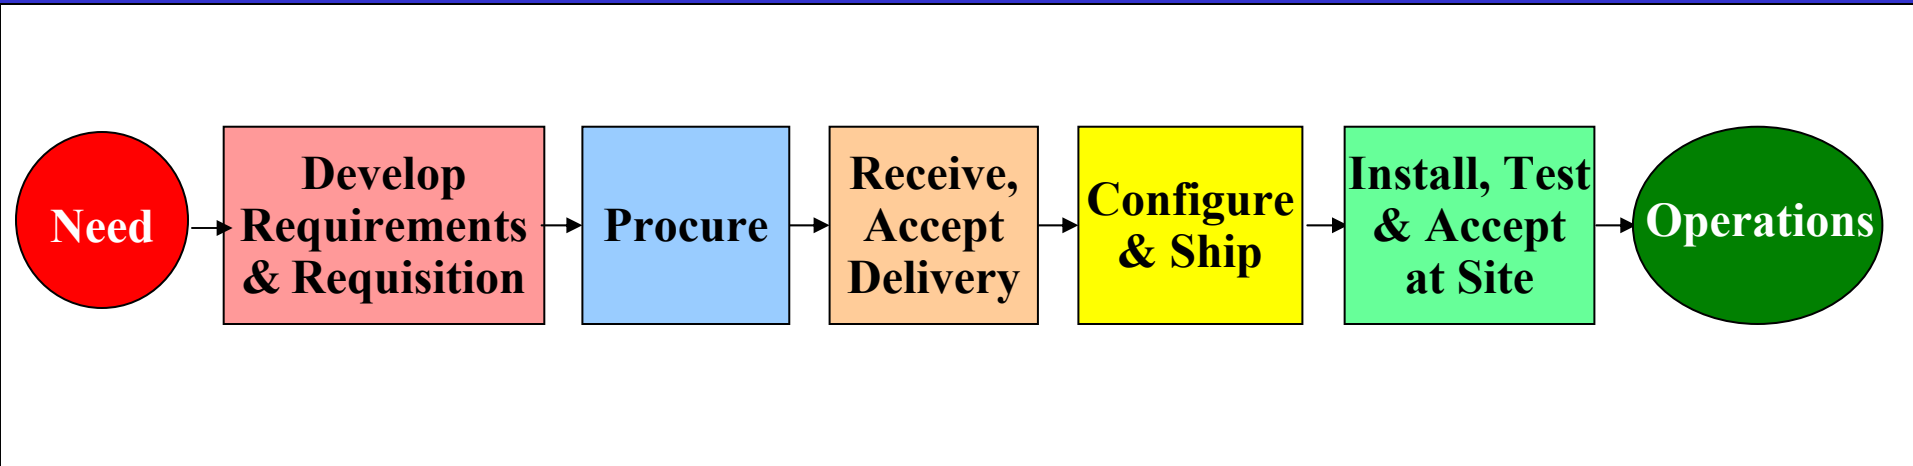 Need
Develop
Requirements
& Requisition
Procure
Receive,
Accept
Delivery
Configure
& Ship
Install, Test
& Accept
at Site
Operations